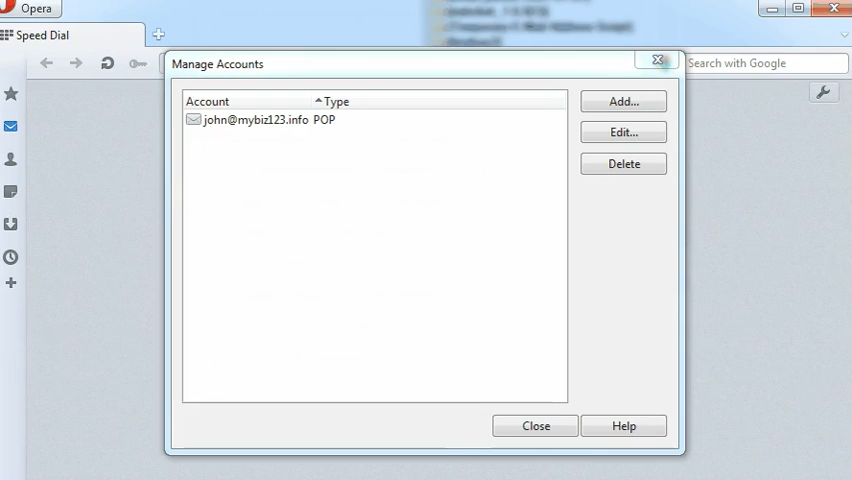 Opera
Speed Dial
Search with Google
Manage Accounts
Account Type
john@mybiz123.info POP
Add...
Edit...
Delete
Close Help